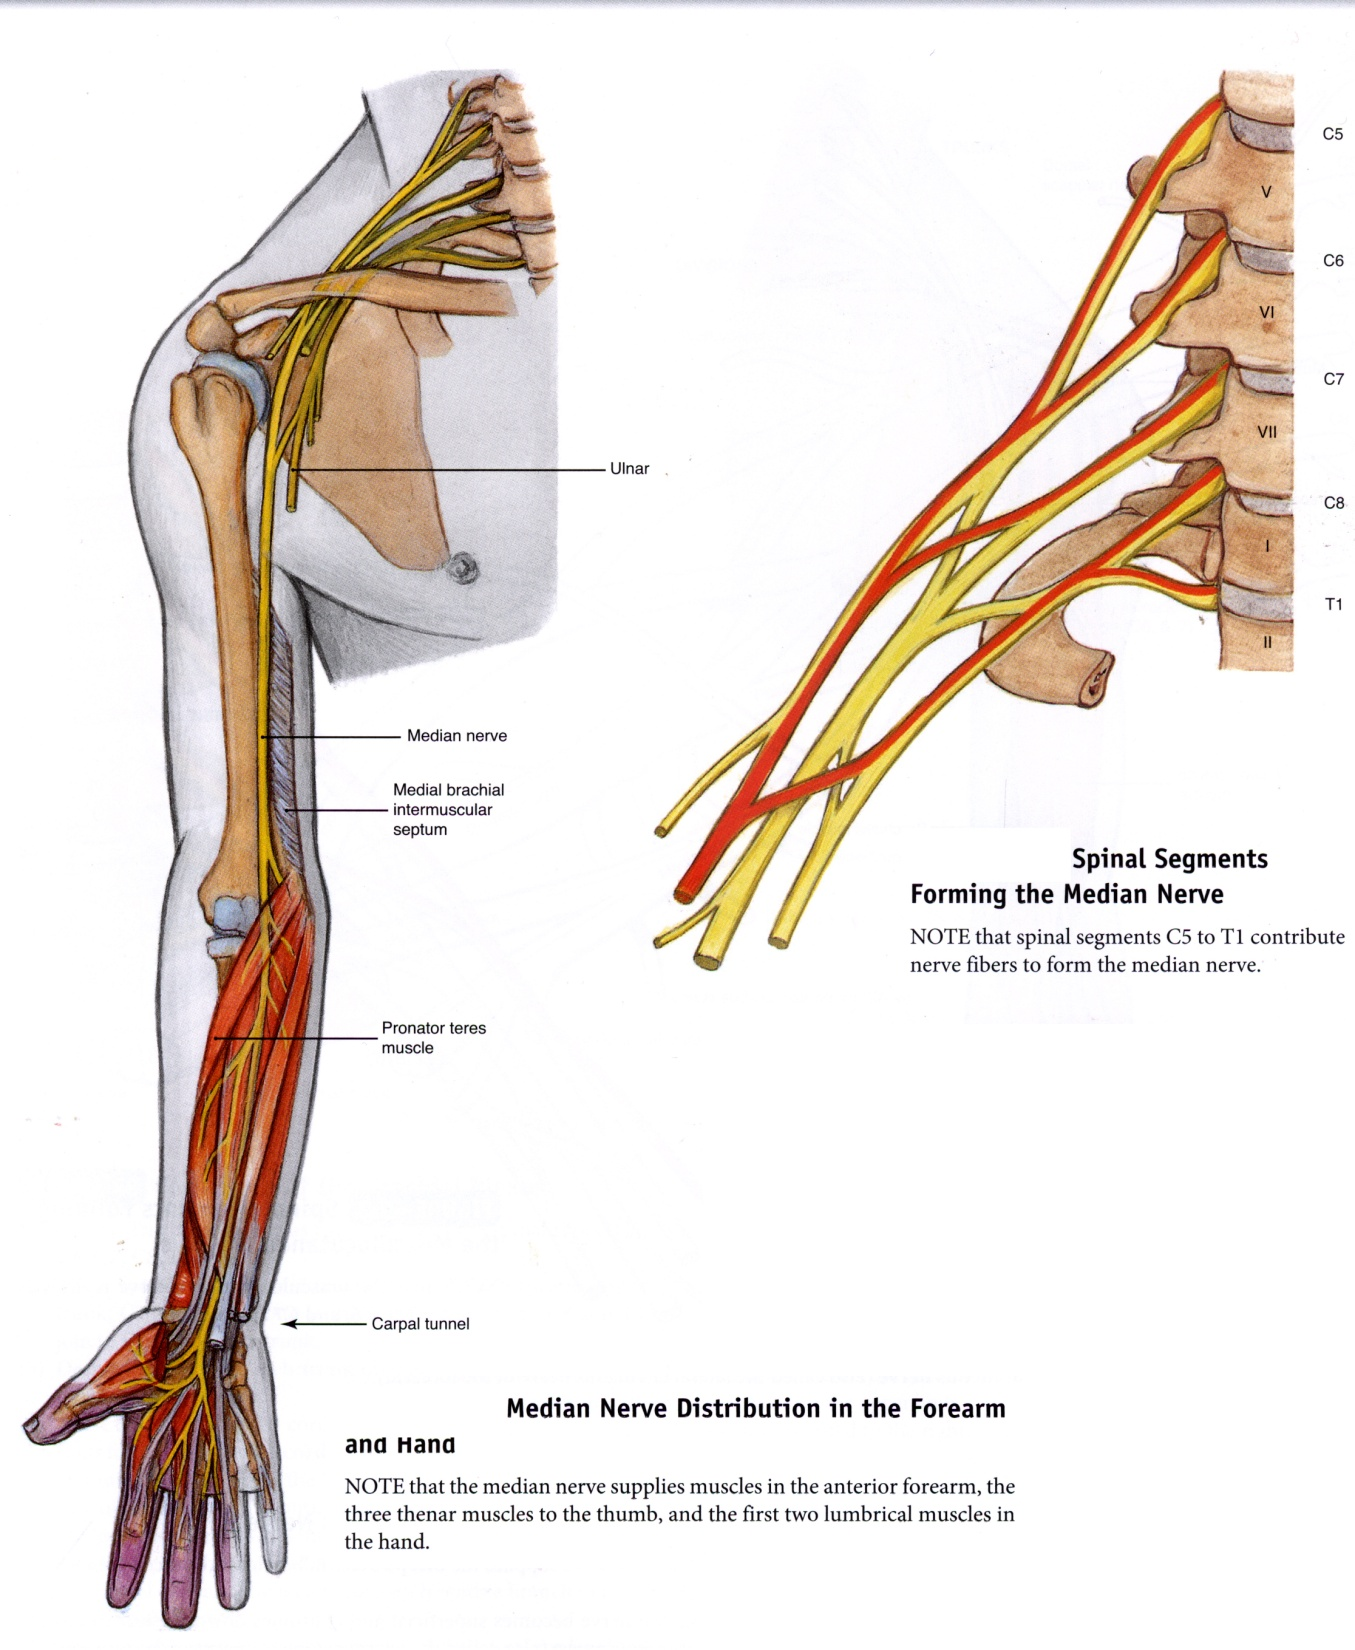 C5
V
C6
VI
C7
VII
C8
I
T1
II
Ulnar
Median nerve
Medial brachial
intermuscular
septum
Pronator teres
muscle
Carpal tunnel
Spinal Segments
Forming the Median Nerve
NOTE that spinal segments C5 to T1 contribute
nerve fibers to form the median nerve.
Median Nerve Distribution in the Forearm
and Hand
NOTE that the median nerve supplies muscles in the anterior forearm, the
three thenar muscles to the thumb, and the first two lumbrical muscles in
the hand.